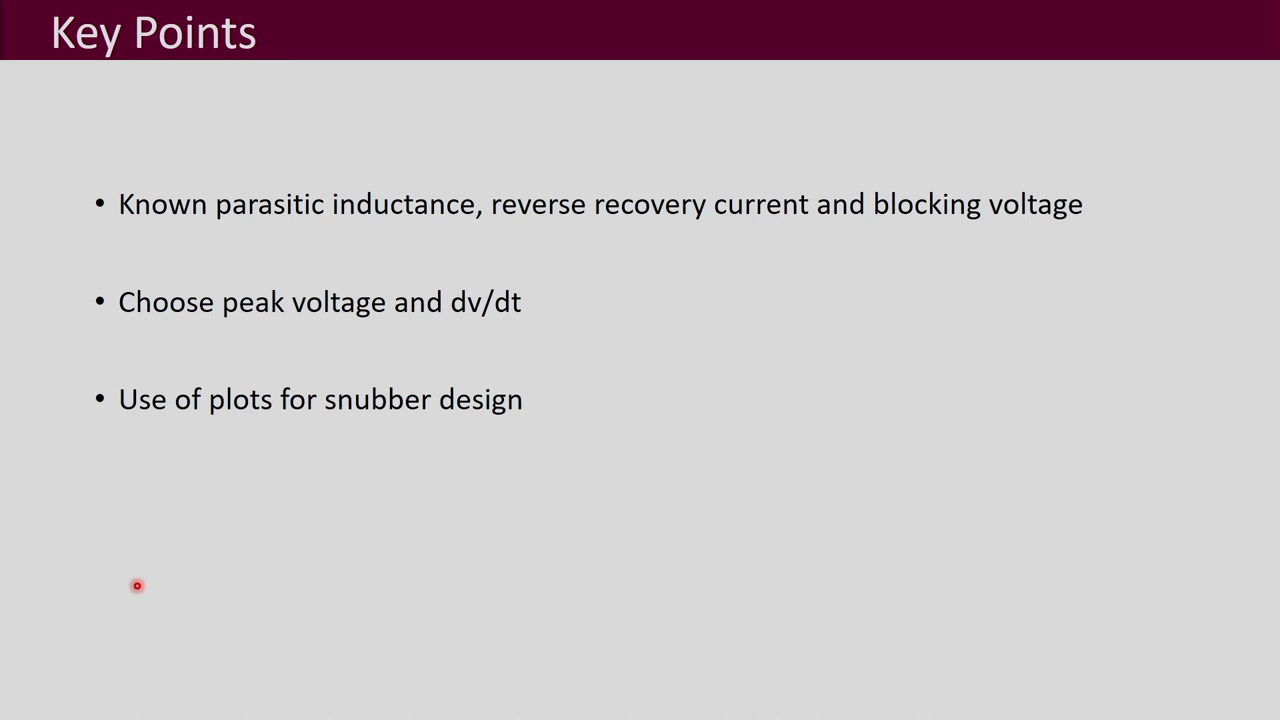 Key Points
• Known parasitic inductance, reverse recovery current and blocking voltage
• Choose peak voltage and dv/dt
• Use of plots for snubber design